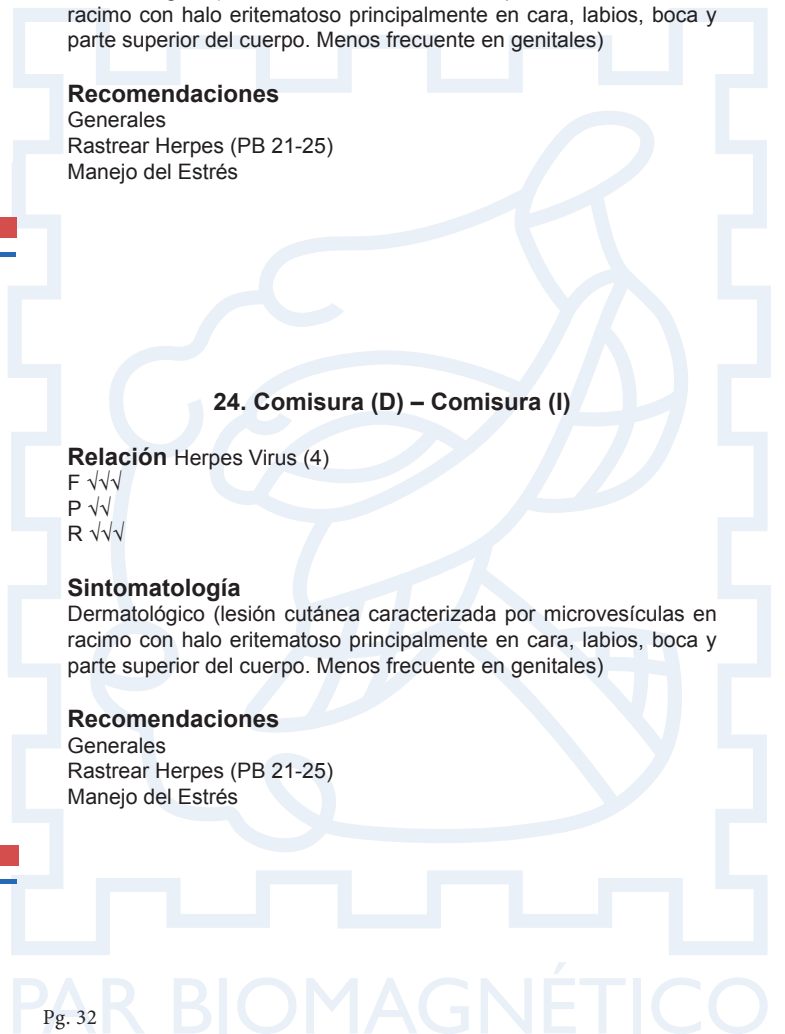 racimo con halo eritematoso principalmente en cara, labios, boca y
parte superior del cuerpo. Menos frecuente en genitales)
Recomendaciones
Generales
Rastrear Herpes (PB 21-25)
Manejo del Estrés
24. Comisura (D) – Comisura (I)
Relación Herpes Virus (4)
F √√√
P √√
R √√√
Sintomatología
Dermatológico (lesión cutánea caracterizada por microvesículas en
racimo con halo eritematoso principalmente en cara, labios, boca y
parte superior del cuerpo. Menos frecuente en genitales)
Recomendaciones
Generales
Rastrear Herpes (PB 21-25)
Manejo del Estrés
PAR BIOMAGNÉTICO
Pg. 32